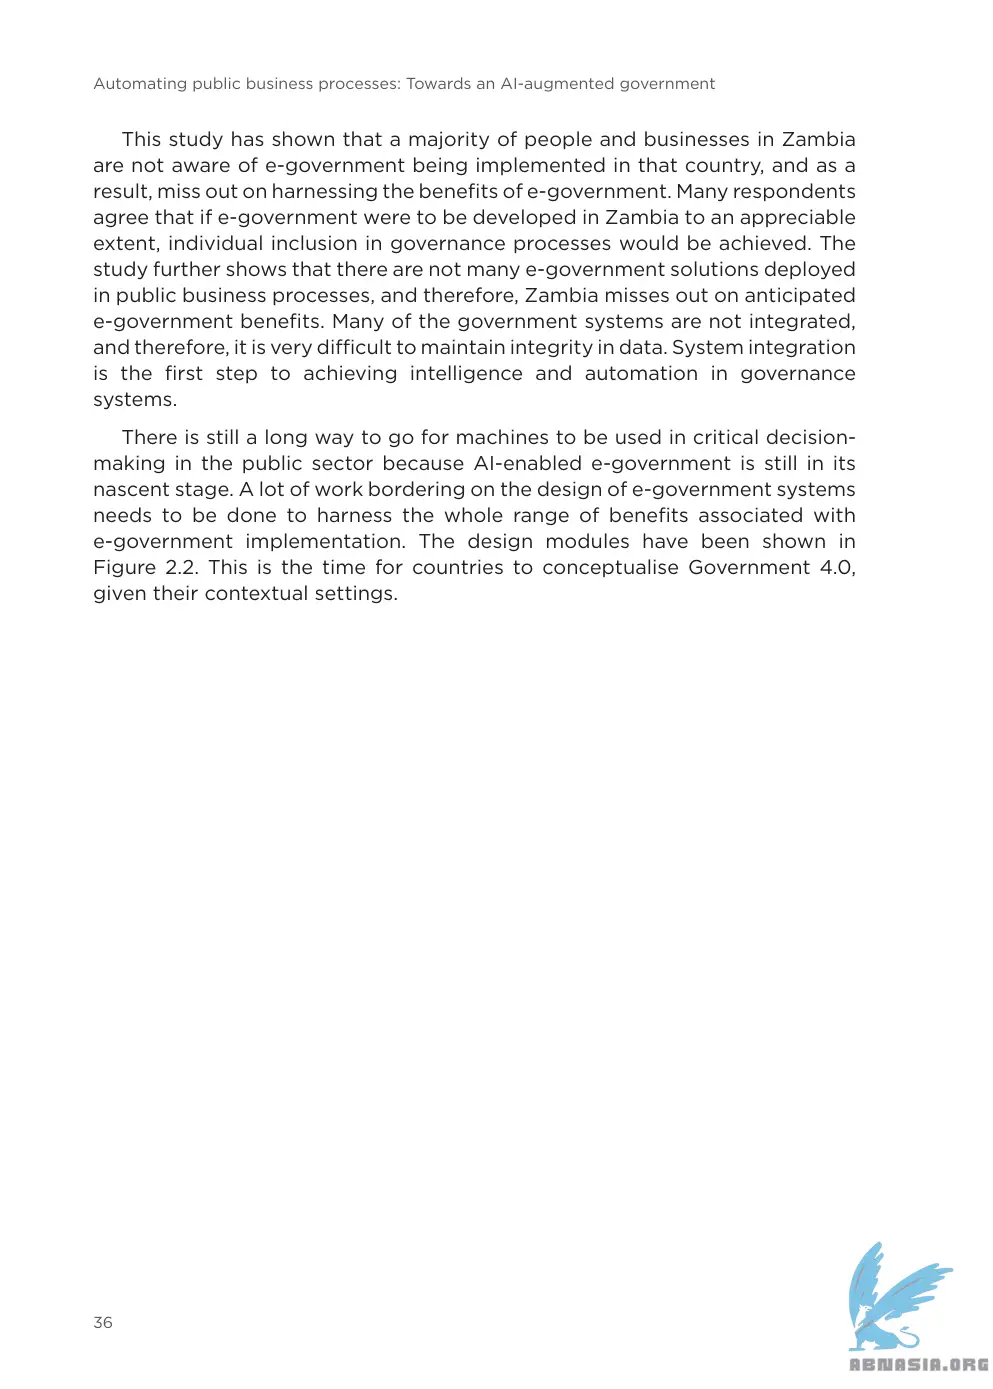 Automating public business processes: Towards an AI-augmented government
This study has shown that a majority of people and businesses in Zambia
are not aware of e-government being implemented in that country, and as a
result, miss out on harnessing the benefits of e-government. Many respondents
agree that if e-government were to be developed in Zambia to an appreciable
extent, individual inclusion in governance processes would be achieved. The
study further shows that there are not many e-government solutions deployed
in public business processes, and therefore, Zambia misses out on anticipated
e-government benefits. Many of the government systems are not integrated,
and therefore, it is very difficult to maintain integrity in data. System integration
is the first step to achieving intelligence and automation in governance
systems.
There is still a long way to go for machines to be used in critical decision-
making in the public sector because AI-enabled e-government is still in its
nascent stage. A lot of work bordering on the design of e-government systems
needs to be done to harness the whole range of benefits associated with
e-government implementation. The design modules have been shown in
Figure 2.2. This is the time for countries to conceptualise Government 4.0,
given their contextual settings.
36
ABNASIA.ORG